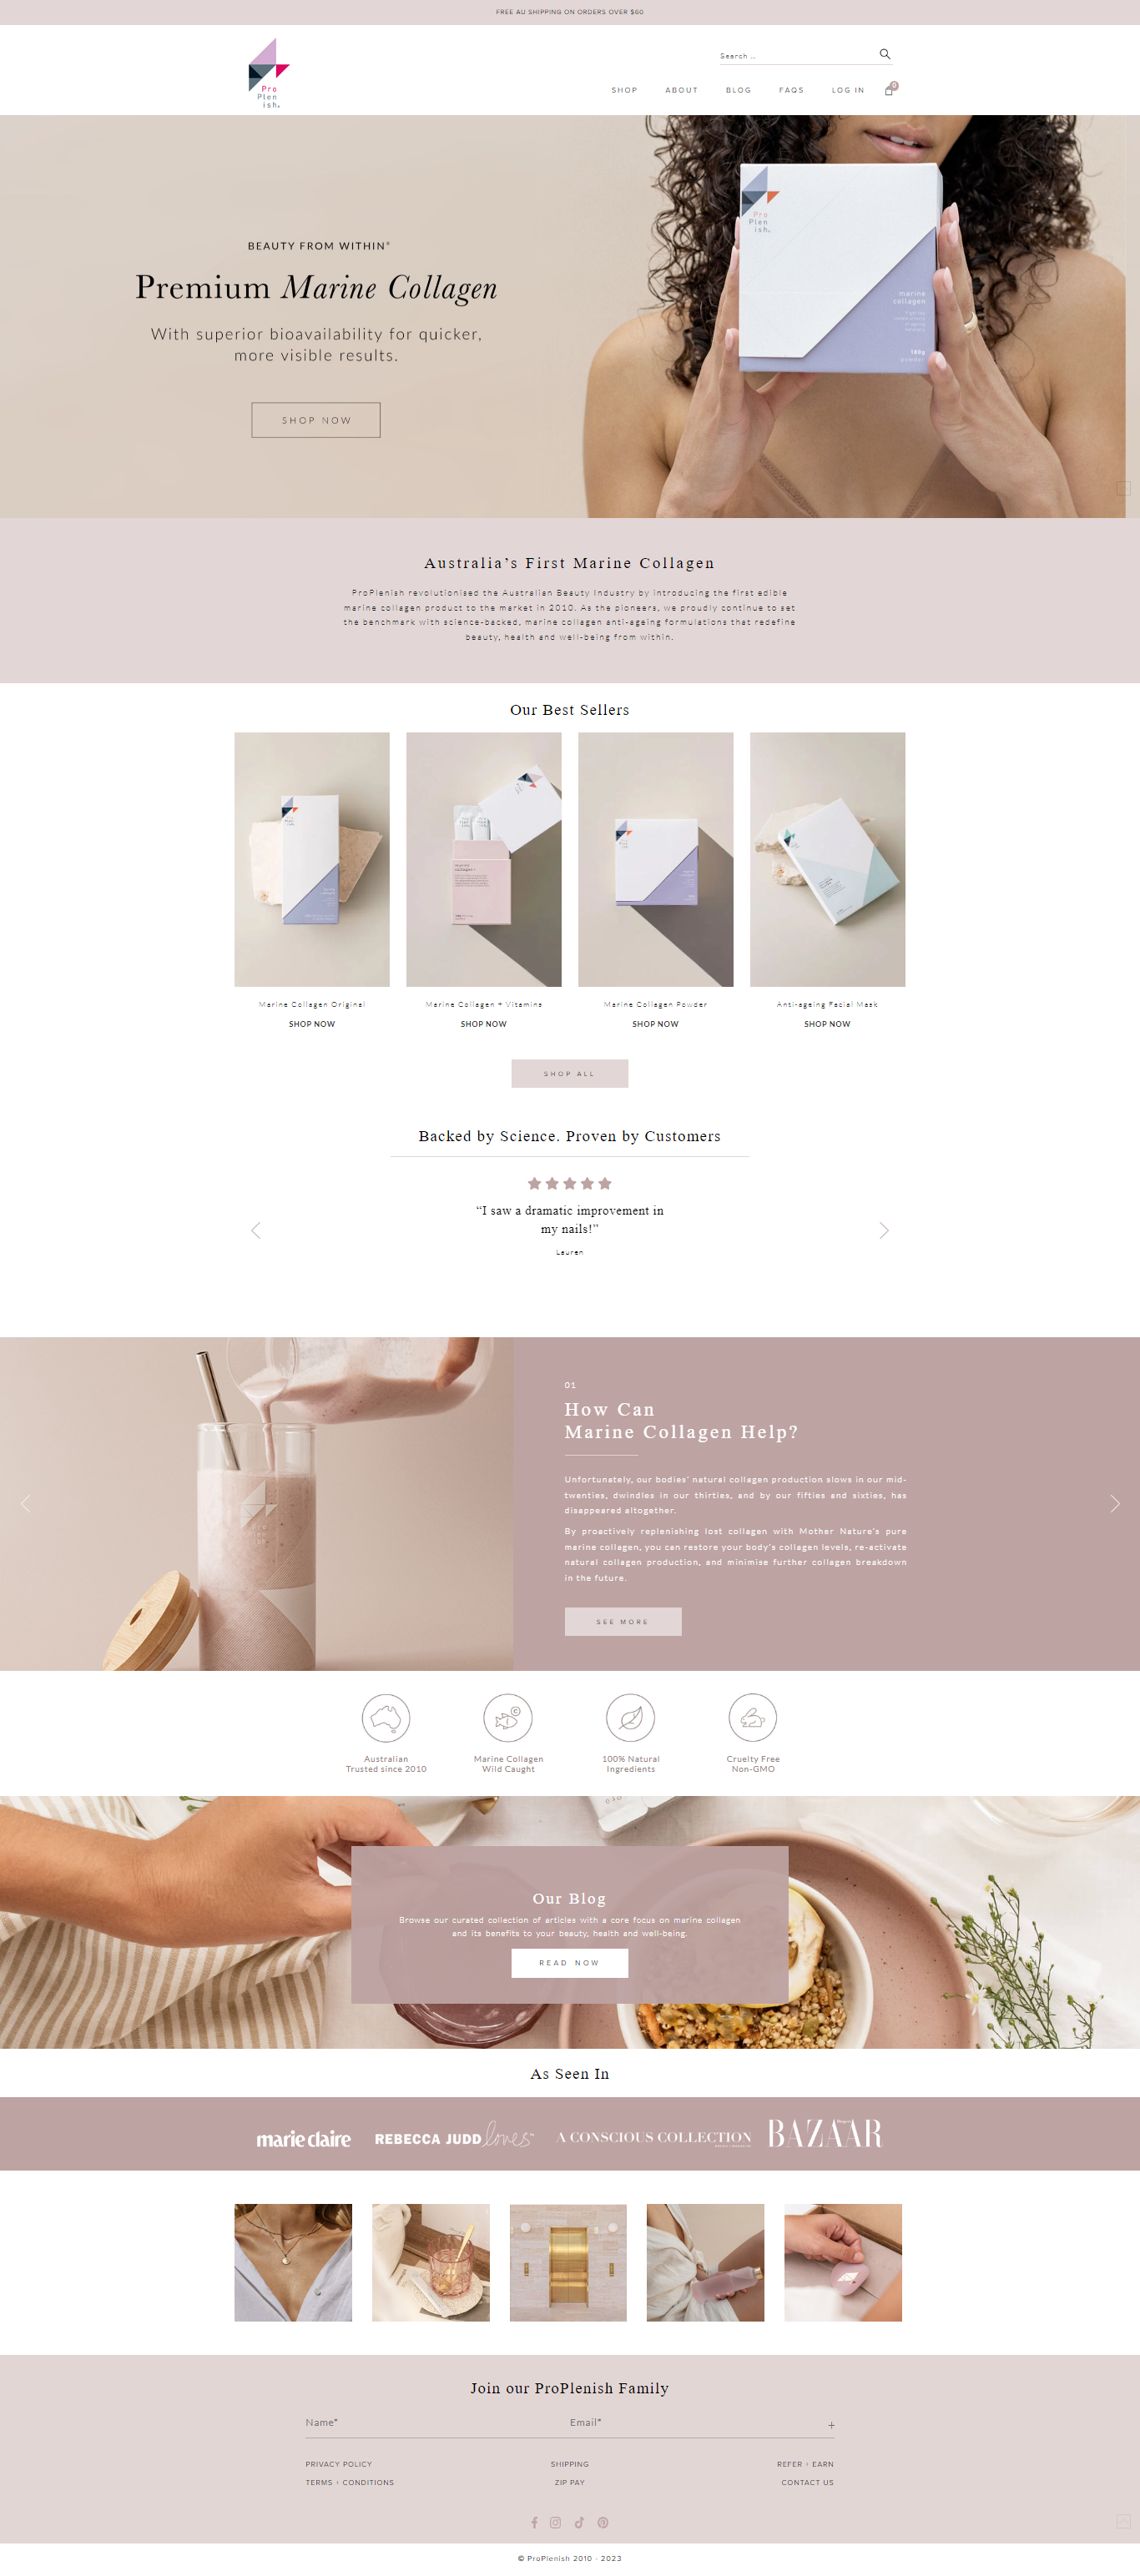 FREE AU SHIPPING ON ORDERS OVER $60
Pro
Plen
ish.
Search ...
SHOP ABOUT BLOG FAQS LOG IN 0
BEAUTY FROM WITHIN®
Premium Marine Collagen
With superior bioavailability for quicker,
more visible results.
SHOP NOW
Pro
Plen
ish.
marine
collagen
180g
powder
Australia's First Marine Collagen
ProPlenish revolutionised the Australian Beauty Industry by introducing the first edible
marine collagen product to the market in 2010. As the pioneers, we proudly continue to set
the benchmark with science-backed, marine collagen anti-ageing formulations that redefine
beauty, health and well-being from within.
Our Best Sellers
Marine Collagen Original
SHOP NOW
Marine Collagen + Vitamins
SHOP NOW
Marine Collagen Powder
SHOP NOW
Anti-ageing Facial Mask
SHOP NOW
SHOP ALL
Backed by Science. Proven by Customers
“I saw a dramatic improvement in
my nails!”
Lauren
01
How Can
Marine Collagen Help?
Unfortunately, our bodies' natural collagen production slows in our mid-
twenties, dwindles in our thirties, and by our fifties and sixties, has
disappeared altogether.
By proactively replenishing lost collagen with Mother Nature's pure
marine collagen, you can restore your body's collagen levels, re-activate
natural collagen production, and minimise further collagen breakdown
in the future.
SEE MORE
Pro
Plen
ish
Australian
Trusted since 2010
Marine Collagen
Wild Caught
100% Natural
Ingredients
Cruelty Free
Non-GMO
Our Blog
Browse our curated collection of articles with a core focus on marine collagen
and its benefits to your beauty, health and well-being.
READ NOW
As Seen In
marie claire
REBECCA JUDD loves™
A CONSCIOUS COLLECTION
BAZAAR
Join our ProPlenish Family
Name*
Email*
+
PRIVACY POLICY SHIPPING REFER + EARN
TERMS + CONDITIONS ZIP PAY CONTACT US
© ProPlenish 2010 - 2023